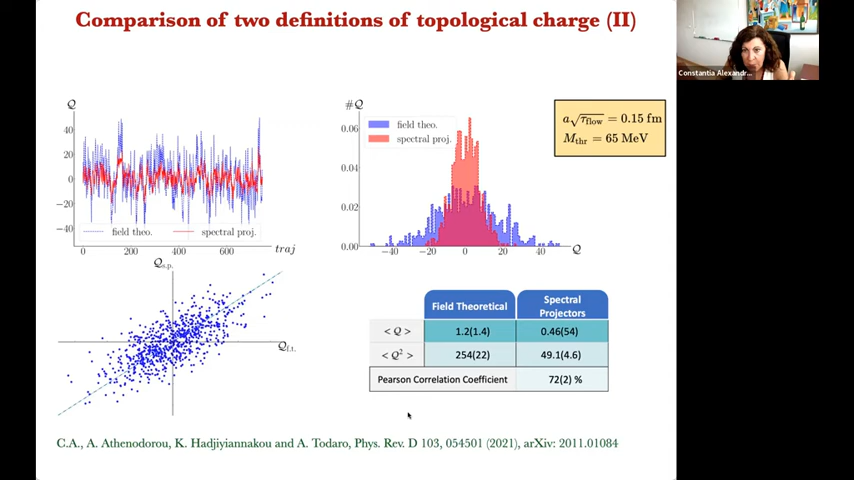 Comparison of two definitions of topological charge (II)
Constantia Alexandr...
Q
40
20
0
−20
−40
field theo.
spectral proj.
0
200
400
600
traj
#Q
0.06
0.04
0.02
0.00
field theo.
spectral proj.
−40
−20
0
20
40
Q
a√τflow = 0.15 fm
Mthr = 65 MeV
Qs.p.
Qf.t.
Field Theoretical
Spectral
Projectors
< Q >
1.2(1.4)
0.46(54)
< Q² >
254(22)
49.1(4.6)
Pearson Correlation Coefficient
72(2) %
C.A., A. Athenodorou, K. Hadjiyiannakou and A. Todaro, Phys. Rev. D 103, 054501 (2021), arXiv: 2011.01084